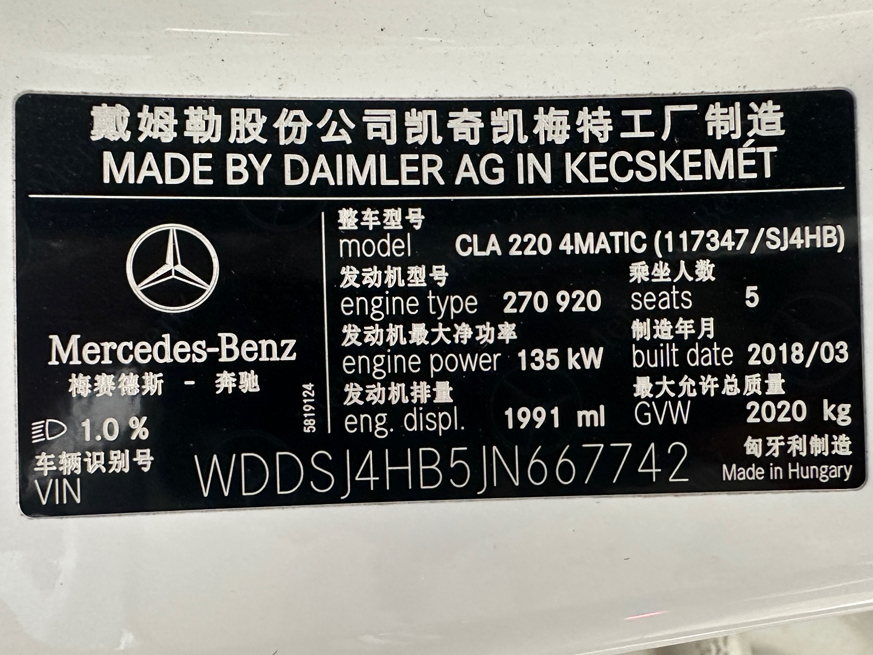 戴姆勒股份公司凯奇凯梅特工厂制造
MADE BY DAIMLER AG IN KECSKEMÉT
Mercedes-Benz
梅赛德斯 - 奔驰
1.0 %
5819124
整车型号
model CLA 220 4MATIC (117347/SJ4HB)
发动机型号 乘坐人数
engine type 270 920 seats 5
发动机最大净功率 制造年月
engine power 135 kW built date 2018/03
发动机排量 最大允许总质量
eng. displ. 1991 ml GVW 2020 kg
车辆识别号 匈牙利制造
VIN WDDSJ4HB5JN667742 Made in Hungary